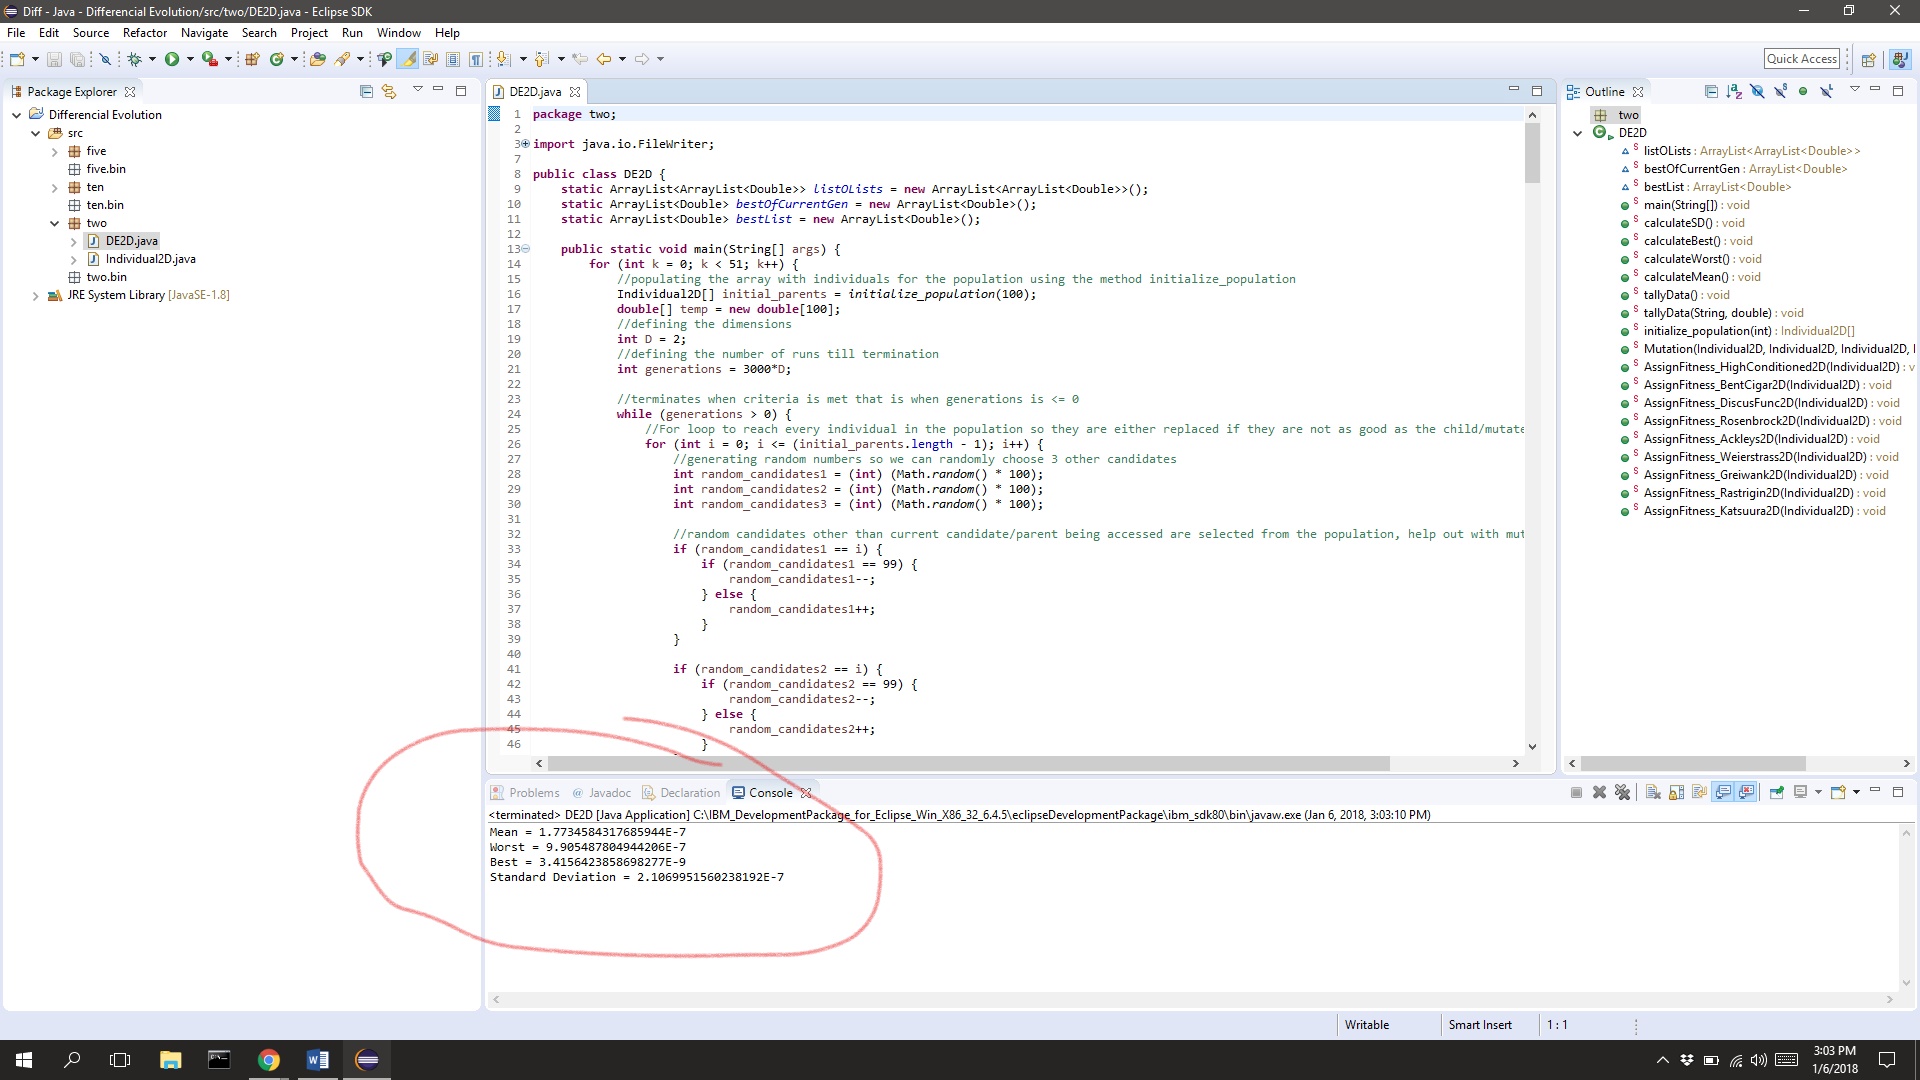 Diff - Java - Differencial Evolution/src/two/DE2D.java - Eclipse SDK
File Edit Source Refactor Navigate Search Project Run Window Help
Quick Access
Package Explorer
Differencial Evolution
src
five
five.bin
ten
ten.bin
two
DE2D.java
Individual2D.java
two.bin
JRE System Library [JavaSE-1.8]
DE2D.java
1 package two;
2
3 import java.io.FileWriter;
7
8 public class DE2D {
9 static ArrayList<ArrayList<Double>> listOLists = new ArrayList<ArrayList<Double>>();
10 static ArrayList<Double> bestOfCurrentGen = new ArrayList<Double>();
11 static ArrayList<Double> bestList = new ArrayList<Double>();
12
13 public static void main(String[] args) {
14 for (int k = 0; k < 51; k++) {
15 //populating the array with individuals for the population using the method initialize_population
16 Individual2D[] initial_parents = initialize_population(100);
17 double[] temp = new double[100];
18 //defining the dimensions
19 int D = 2;
20 //defining the number of runs till termination
21 int generations = 3000*D;
22
23 //terminates when criteria is met that is when generations is <= 0
24 while (generations > 0) {
25 //For loop to reach every individual in the population so they are either replaced if they are not as good as the child/mutate
26 for (int i = 0; i <= (initial_parents.length - 1); i++) {
27 //generating random numbers so we can randomly choose 3 other candidates
28 int random_candidates1 = (int) (Math.random() * 100);
29 int random_candidates2 = (int) (Math.random() * 100);
30 int random_candidates3 = (int) (Math.random() * 100);
31
32 //random candidates other than current candidate/parent being accessed are selected from the population, help out with mut
33 if (random_candidates1 == i) {
34 if (random_candidates1 == 99) {
35 random_candidates1--;
36 } else {
37 random_candidates1++;
38 }
39 }
40
41 if (random_candidates2 == i) {
42 if (random_candidates2 == 99) {
43 random_candidates2--;
44 } else {
45 random_candidates2++;
46 }
Outline
two
DE2D
listOLists : ArrayList<ArrayList<Double>>
bestOfCurrentGen : ArrayList<Double>
bestList : ArrayList<Double>
main(String[]) : void
calculateSD() : void
calculateBest() : void
calculateWorst() : void
calculateMean() : void
tallyData() : void
tallyData(String, double) : void
initialize_population(int) : Individual2D[]
Mutation(Individual2D, Individual2D, Individual2D, I
AssignFitness_HighConditioned2D(Individual2D) : v
AssignFitness_BentCigar2D(Individual2D) : void
AssignFitness_DiscusFunc2D(Individual2D) : void
AssignFitness_Rosenbrock2D(Individual2D) : void
AssignFitness_Ackleys2D(Individual2D) : void
AssignFitness_Weierstrass2D(Individual2D) : void
AssignFitness_Greiwank2D(Individual2D) : void
AssignFitness_Rastrigin2D(Individual2D) : void
AssignFitness_Katsuura2D(Individual2D) : void
Problems @ Javadoc Declaration Console
<terminated> DE2D [Java Application] C:\IBM_DevelopmentPackage_for_Eclipse_Win_X86_32_6.4.5\eclipseDevelopmentPackage\ibm_sdk80\bin\javaw.exe (Jan 6, 2018, 3:03:10 PM)
Mean = 1.7734584317685944E-7
Worst = 9.905487804944206E-7
Best = 3.4156423858698277E-9
Standard Deviation = 2.1069951560238192E-7
Writable Smart Insert 1 : 1
3:03 PM
1/6/2018